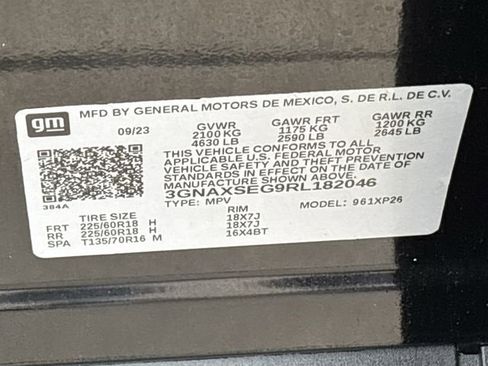 gm
MFD BY GENERAL MOTORS DE MEXICO, S. DE R.L. DE C.V.
09/23 GVWR GAWR FRT GAWR RR
2100 KG 1175 KG 1200 KG
4630 LB 2590 LB 2645 LB
THIS VEHICLE CONFORMS TO ALL
APPLICABLE U.S. FEDERAL MOTOR
VEHICLE SAFETY AND THEFT PREVENTION
STANDARDS IN EFFECT ON THE DATE OF
MANUFACTURE SHOWN ABOVE.
3GNAXSEG9RL182046
384A
TYPE: MPV MODEL: 961XP26
TIRE SIZE RIM
FRT 225/60R18 H 18X7J
RR 225/60R18 H 18X7J
SPA T135/70R16 M 16X4BT